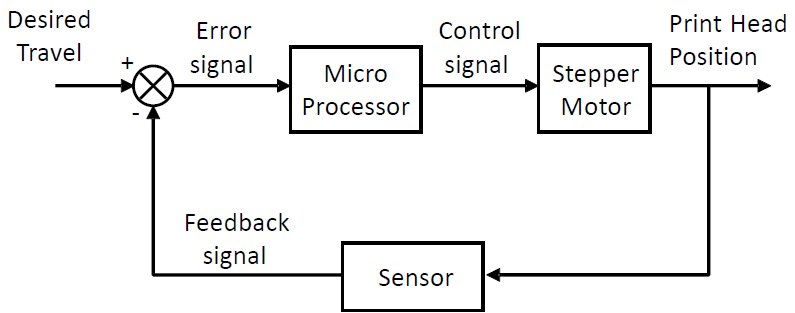 Desired
Travel
+
-
Error
signal
Micro
Processor
Control
signal
Stepper
Motor
Print Head
Position
Feedback
signal
Sensor